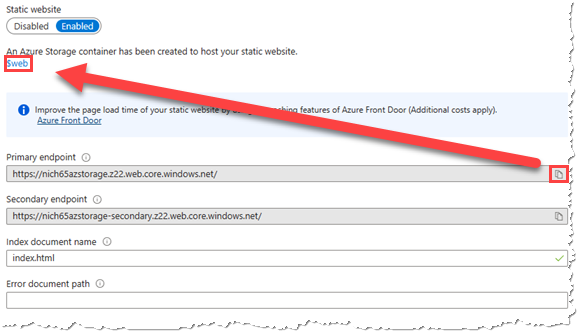 Static website
Disabled Enabled
An Azure Storage container has been created to host your static website.
$web
Improve the page load time of your static website by using the caching features of Azure Front Door (Additional costs apply).
Azure Front Door
Primary endpoint
https://nich65azstorage.z22.web.core.windows.net/
Secondary endpoint
https://nich65azstorage-secondary.z22.web.core.windows.net/
Index document name
index.html
Error document path